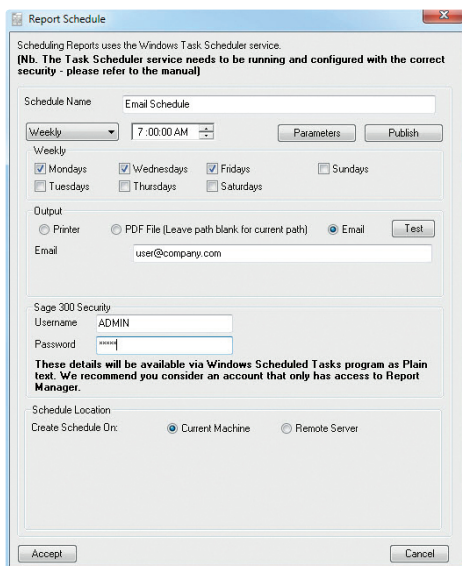 Report Schedule
Scheduling Reports uses the Windows Task Scheduler service.
(Nb. The Task Scheduler service needs to be running and configured with the correct
security - please refer to the manual)
Schedule Name Email Schedule
Weekly 7:00:00 AM Parameters Publish
Weekly
Mondays Wednesdays Fridays Sundays
Tuesdays Thursdays Saturdays
Output
Printer PDF File (Leave path blank for current path) Email Test
Email user@company.com
Sage 300 Security
Username ADMIN
Password *****
These details will be available via Windows Scheduled Tasks program as Plain
text. We recommend you consider an account that only has access to Report
Manager.
Schedule Location
Create Schedule On: Current Machine Remote Server
Accept Cancel